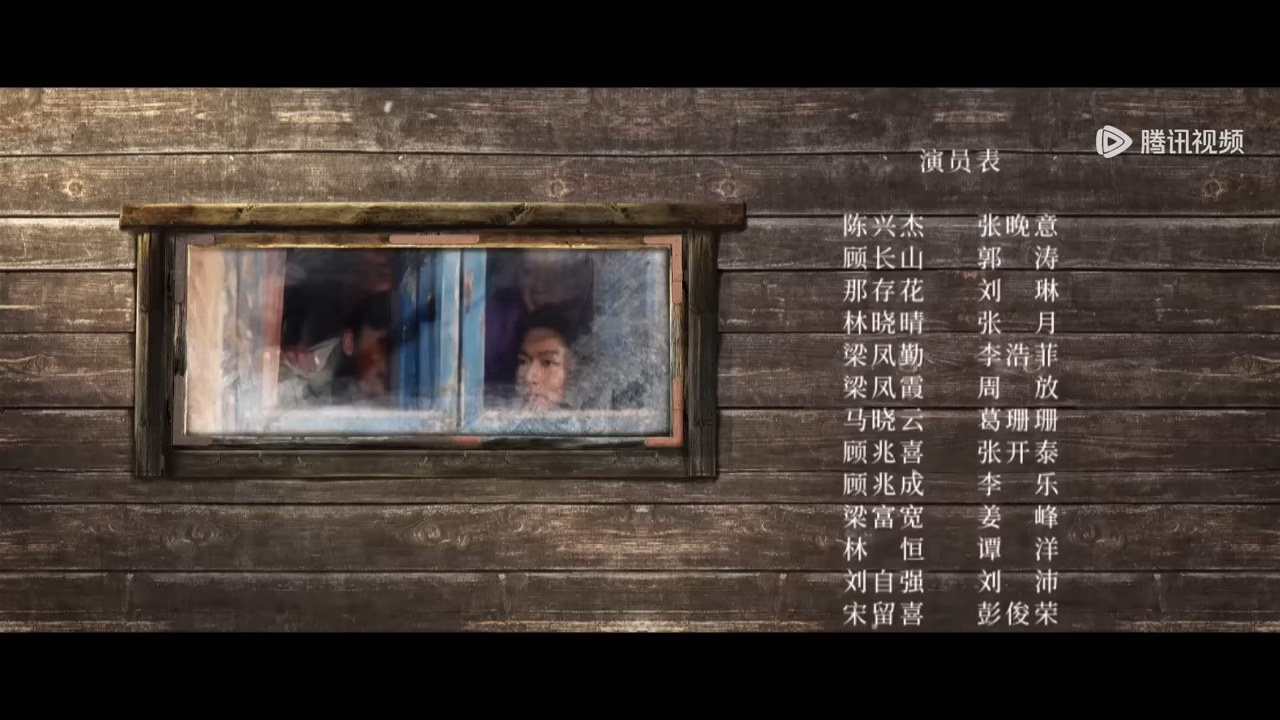 腾讯视频
演员表
陈兴杰 张晚意
顾长山 郭 涛
那存花 刘 琳
林晓晴 张 月
梁凤勤 李浩菲
梁凤霞 周 放
马晓云 葛珊珊
顾兆喜 张开泰
顾兆成 李 乐
梁富宽 姜 峰
林 恒 谭 洋
刘自强 刘 沛
宋留喜 彭俊荣